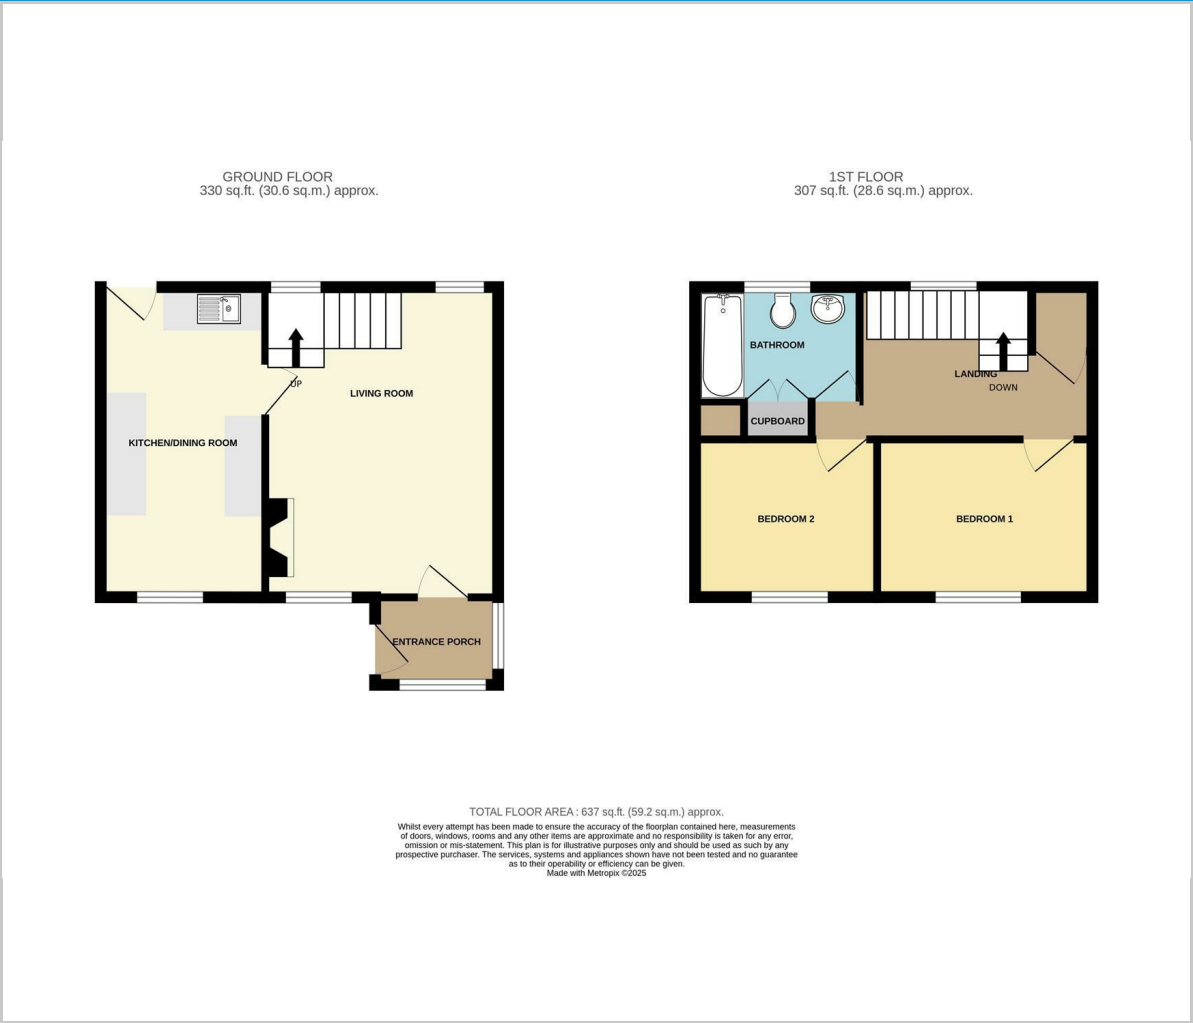 GROUND FLOOR
330 sq.ft. (30.6 sq.m.) approx.
1ST FLOOR
307 sq.ft. (28.6 sq.m.) approx.
UP
LIVING ROOM
KITCHEN/DINING ROOM
ENTRANCE PORCH
BATHROOM
LANDING
DOWN
CUPBOARD
BEDROOM 2
BEDROOM 1
TOTAL FLOOR AREA : 637 sq.ft. (59.2 sq.m.) approx.
Whilst every attempt has been made to ensure the accuracy of the floorplan contained here, measurements
of doors, windows, rooms and any other items are approximate and no responsibility is taken for any error,
omission or mis-statement. This plan is for illustrative purposes only and should be used as such by any
prospective purchaser. The services, systems and appliances shown have not been tested and no guarantee
as to their operability or efficiency can be given.
Made with Metropix ©2025